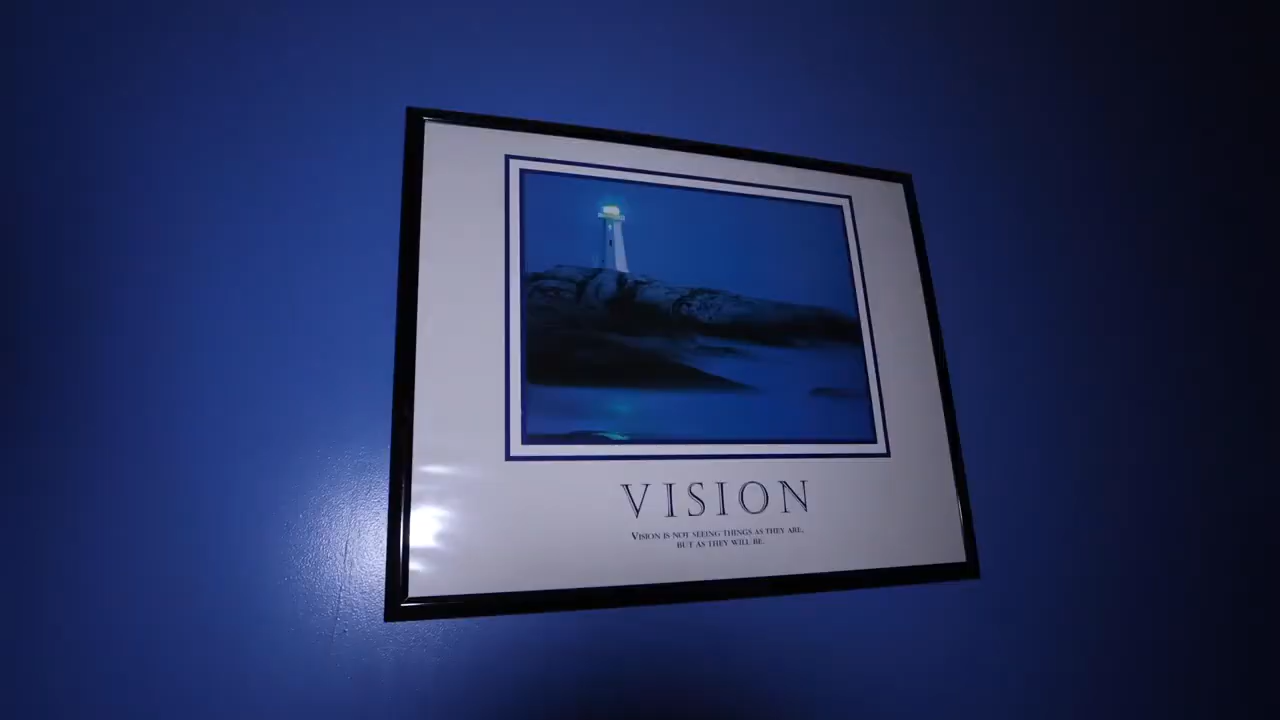 VISION
VISION IS NOT SEEING THINGS AS THEY ARE,
BUT AS THEY WILL BE.